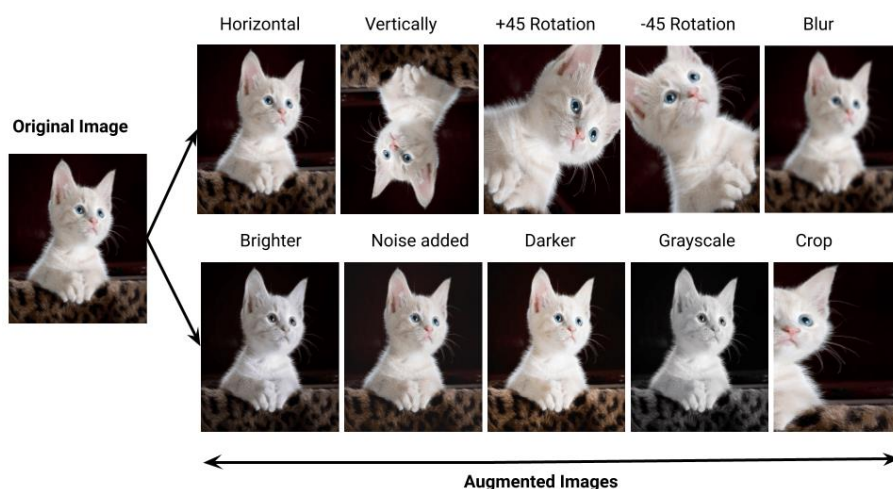 Horizontal Vertically +45 Rotation -45 Rotation Blur
Original Image
Brighter Noise added Darker Grayscale Crop
Augmented Images